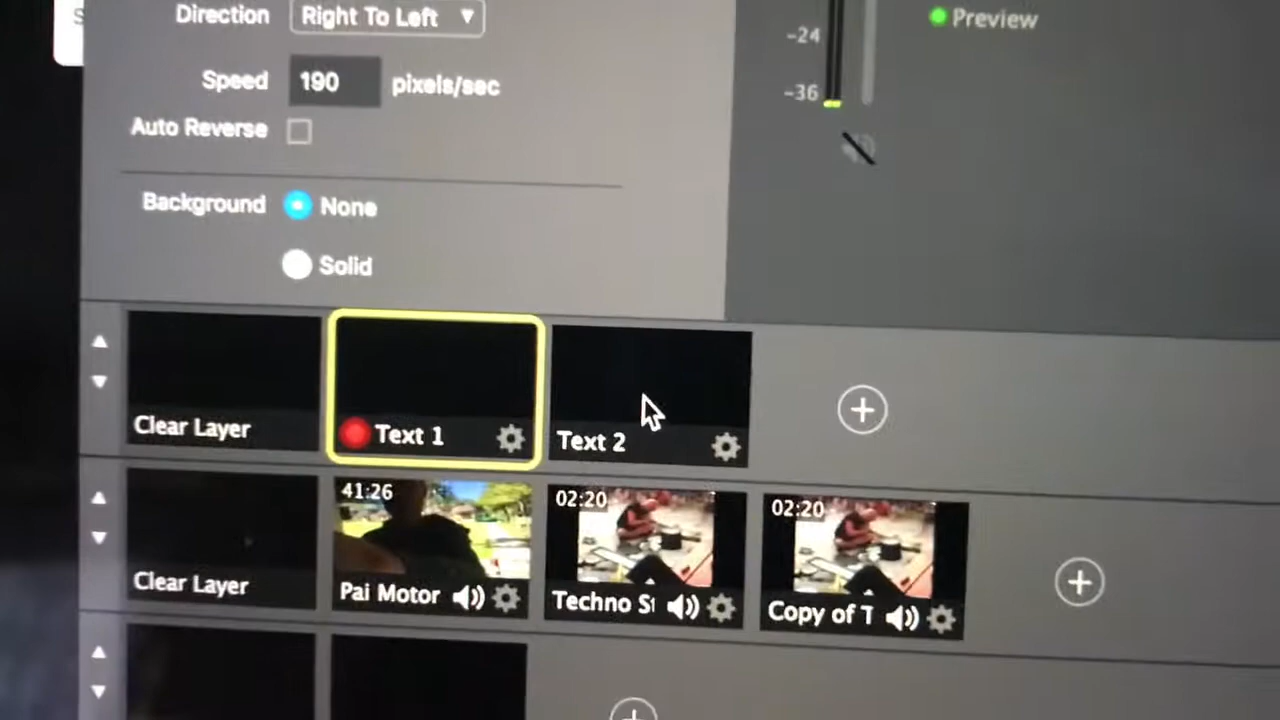 Direction Right To Left ▼
Speed 190 pixels/sec
Auto Reverse
Background None
Solid
-24
-36
Preview
Clear Layer
Text 1
Text 2
41:26
02:20
02:20
Clear Layer
Pai Motor
Techno St
Copy of T